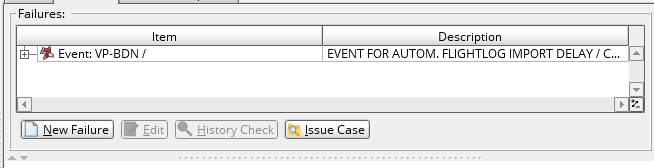 Failures:
Item Description
Event: VP-BDN / EVENT FOR AUTOM. FLIGHTLOG IMPORT DELAY / C...
New Failure Edit History Check Issue Case